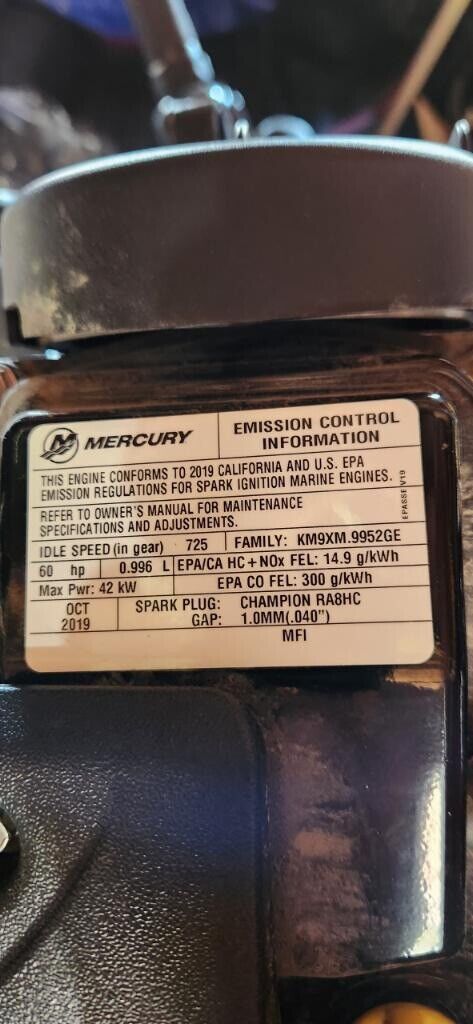 MERCURY
EMISSION CONTROL
INFORMATION
THIS ENGINE CONFORMS TO 2019 CALIFORNIA AND U.S. EPA
EMISSION REGULATIONS FOR SPARK IGNITION MARINE ENGINES.
REFER TO OWNER'S MANUAL FOR MAINTENANCE
SPECIFICATIONS AND ADJUSTMENTS.
EPASSE V19
IDLE SPEED (in gear) 725 FAMILY: KM9XM.9952GE
60 hp 0.996 L EPA/CA HC + NOx FEL: 14.9 g/kWh
Max Pwr: 42 kW EPA CO FEL: 300 g/kWh
OCT SPARK PLUG: CHAMPION RA8HC
2019 GAP: 1.0MM(.040")
MFI